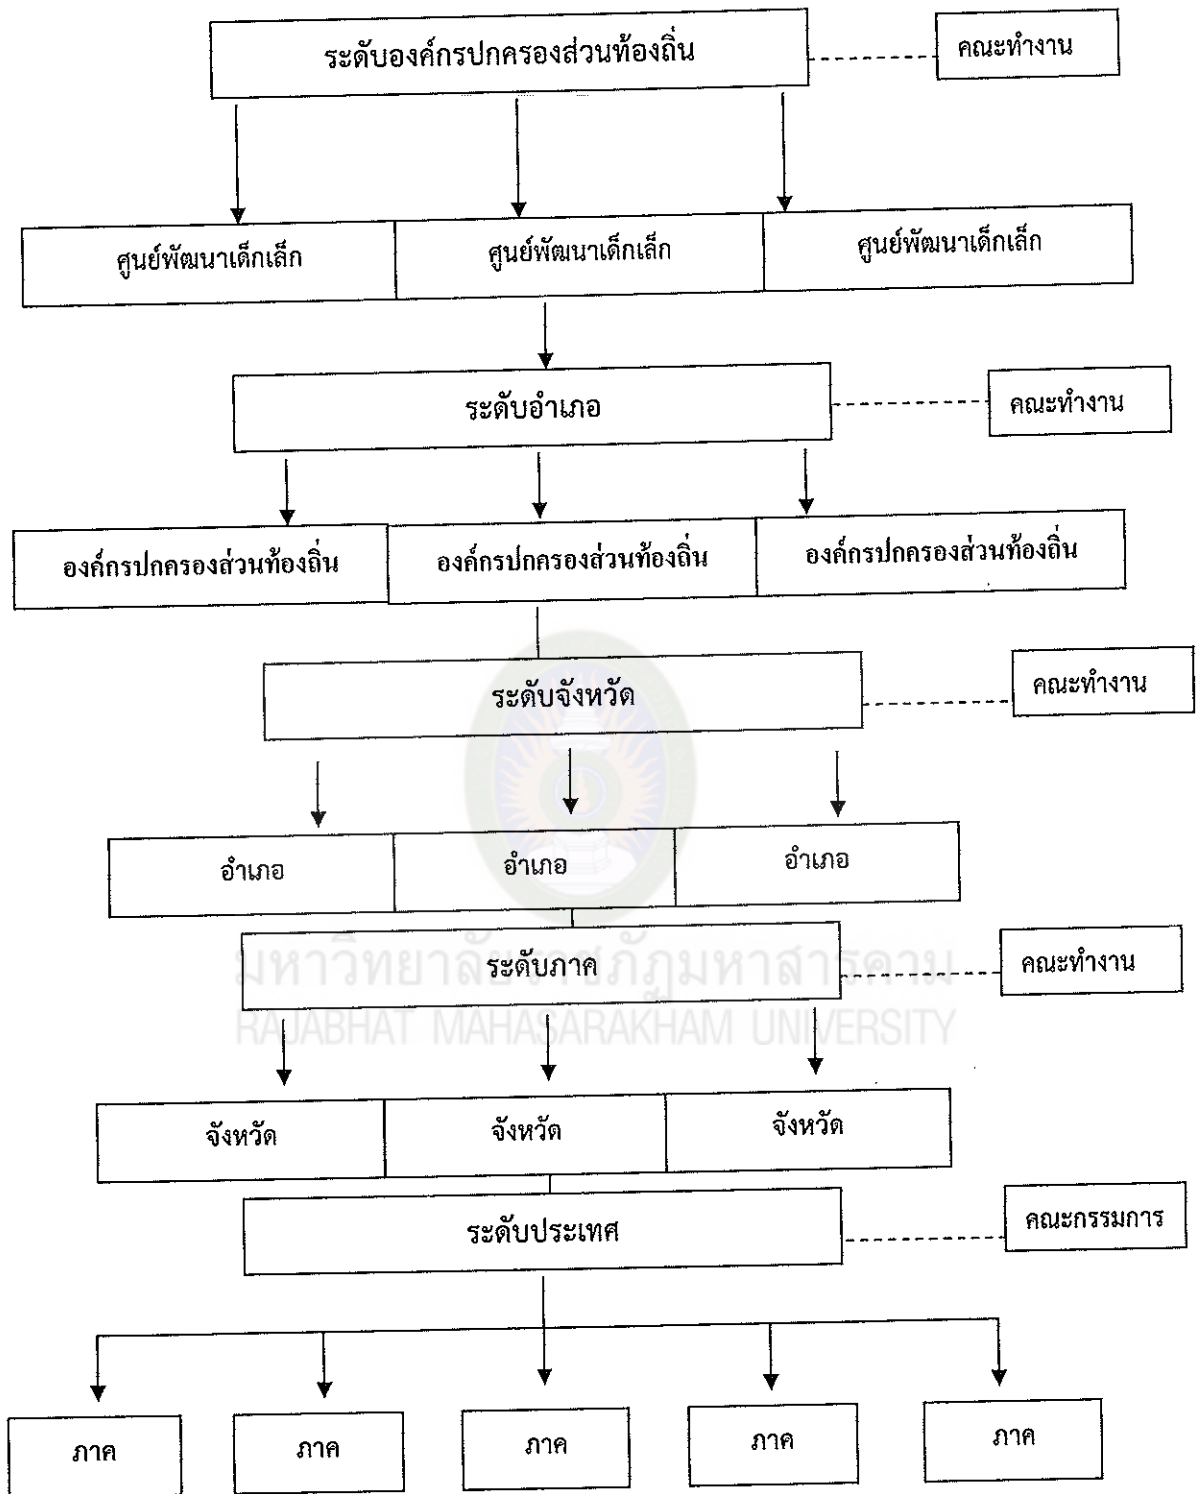 ระดับองค์กรปกครองส่วนท้องถิ่น
คณะทำงาน
ศูนย์พัฒนาเด็กเล็ก
ศูนย์พัฒนาเด็กเล็ก
ศูนย์พัฒนาเด็กเล็ก
ระดับอำเภอ
คณะทำงาน
องค์กรปกครองส่วนท้องถิ่น
องค์กรปกครองส่วนท้องถิ่น
องค์กรปกครองส่วนท้องถิ่น
ระดับจังหวัด
คณะทำงาน
อำเภอ
อำเภอ
อำเภอ
มหาวิทยาลัยราชภัฏมหาสารคาม
RAJABHAT MAHASARAKHAM UNIVERSITY
ระดับภาค
คณะทำงาน
จังหวัด
จังหวัด
จังหวัด
ระดับประเทศ
คณะกรรมการ
ภาค
ภาค
ภาค
ภาค
ภาค